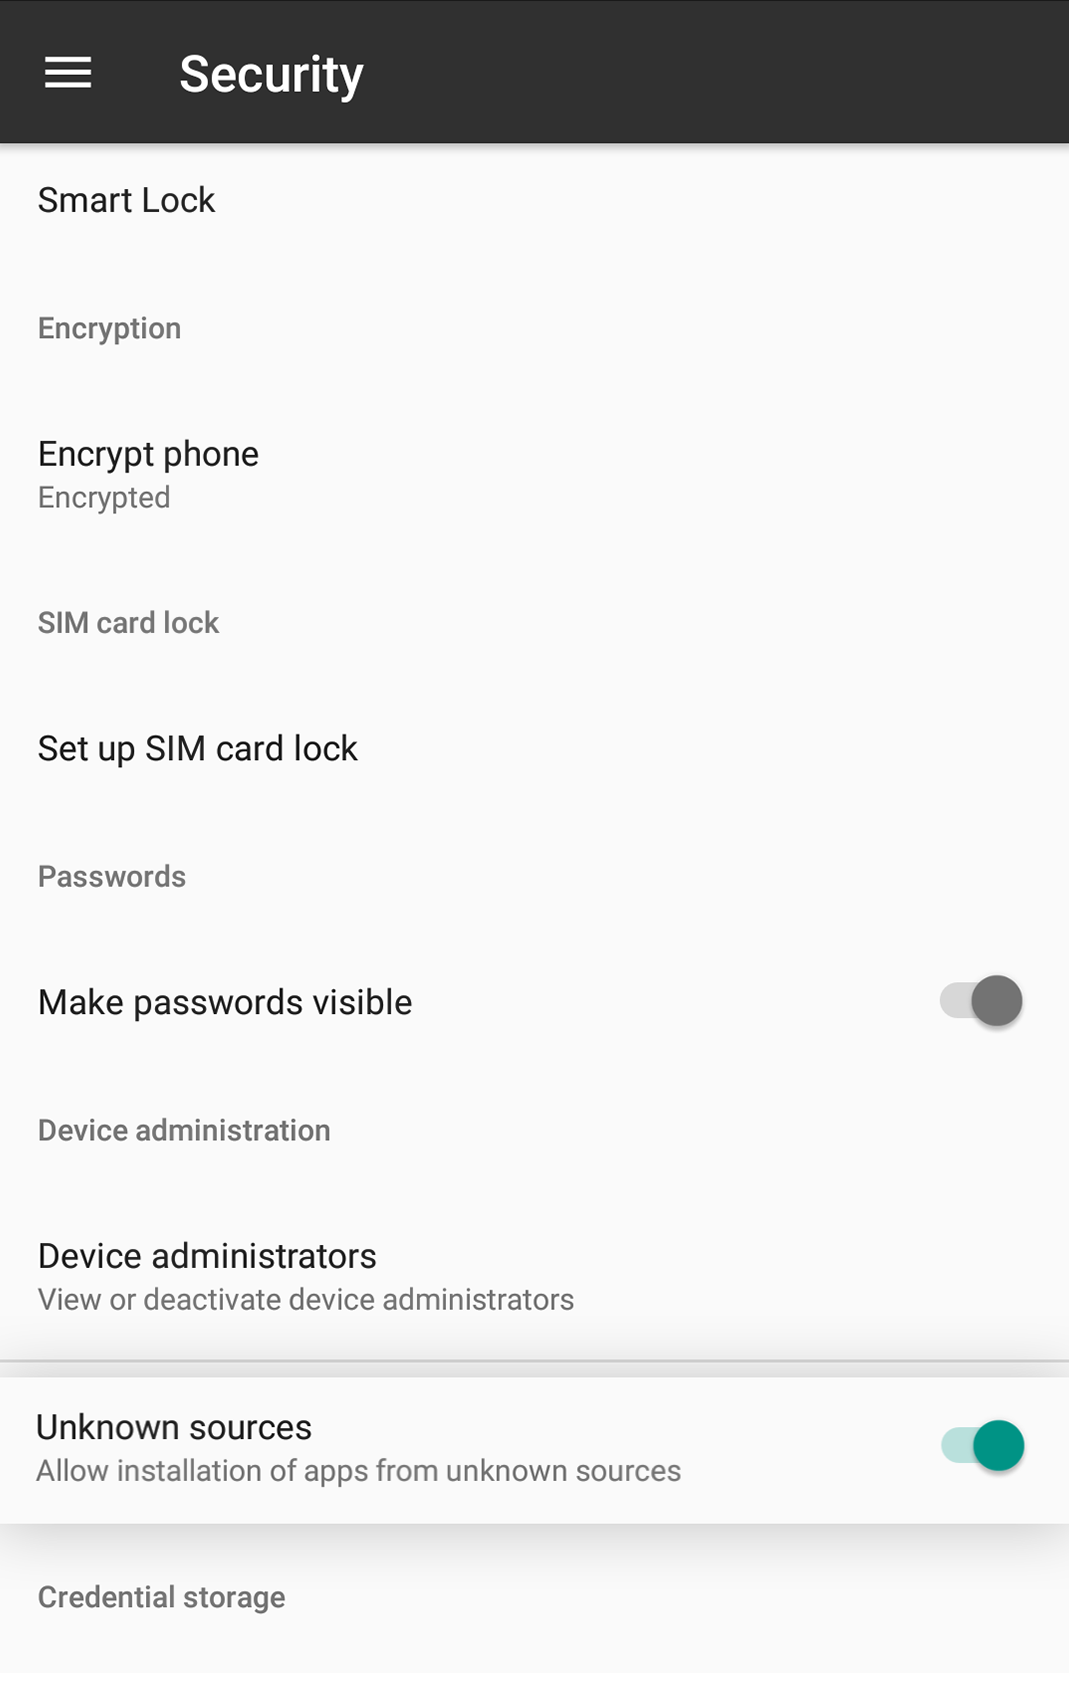 Security
Smart Lock
Encryption
Encrypt phone
Encrypted
SIM card lock
Set up SIM card lock
Passwords
Make passwords visible
Device administration
Device administrators
View or deactivate device administrators
Unknown sources
Allow installation of apps from unknown sources
Credential storage